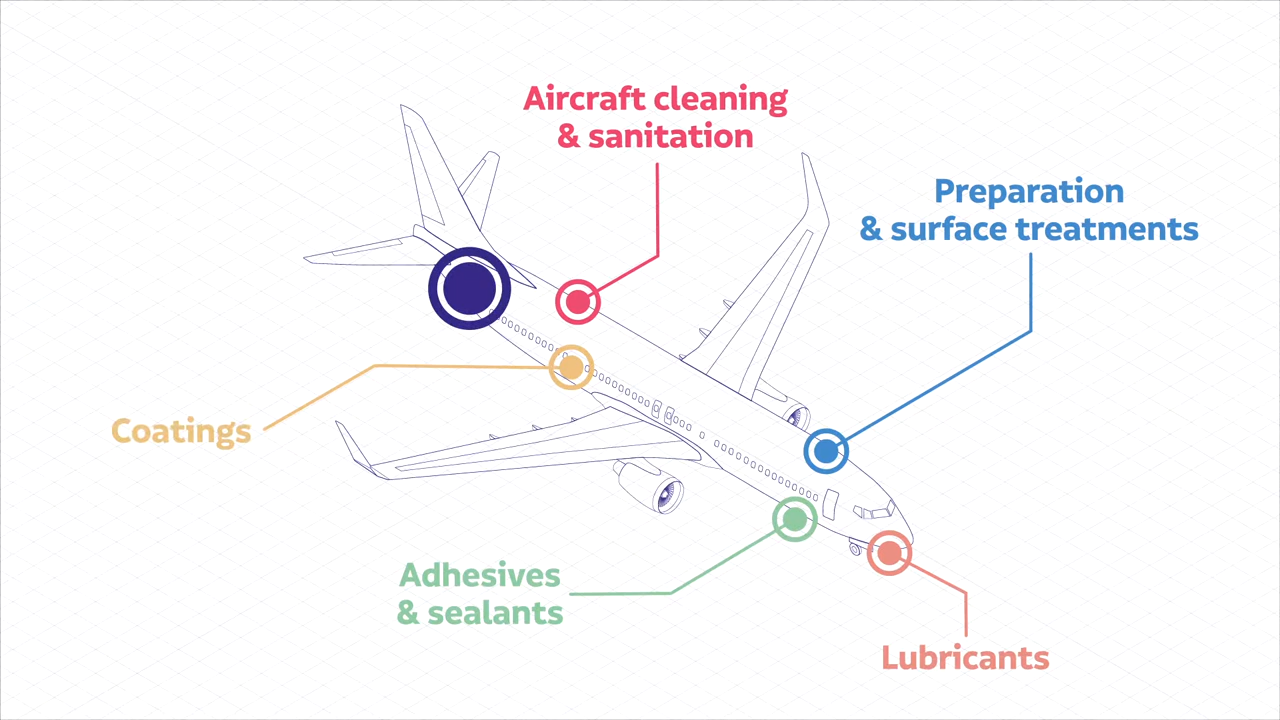 Aircraft cleaning
& sanitation
Preparation
& surface treatments
Coatings
Adhesives
& sealants
Lubricants